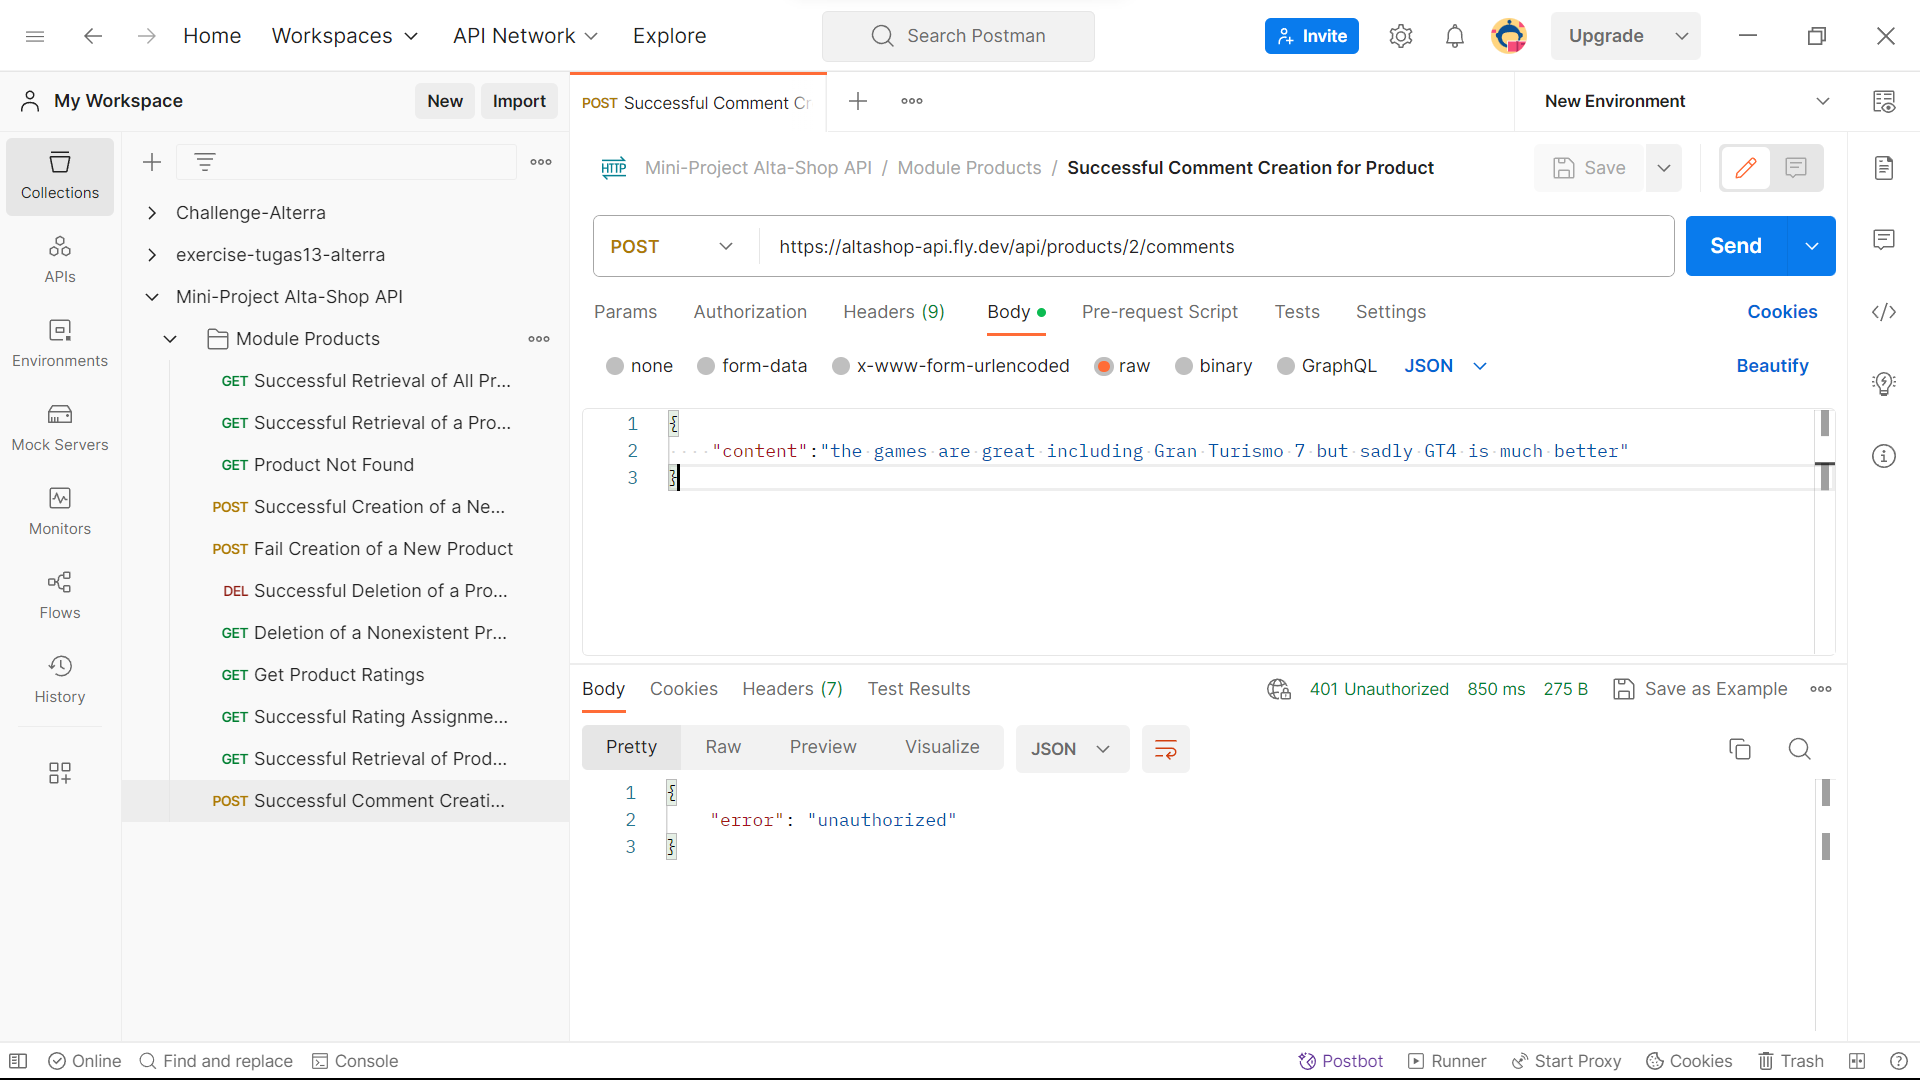 Home Workspaces API Network Explore Search Postman Invite Upgrade
My Workspace New Import POST Successful Comment Cr New Environment
Collections
APIs
Environments
Mock Servers
Monitors
Flows
History
Challenge-Alterra
exercise-tugas13-alterra
Mini-Project Alta-Shop API
Module Products
GET Successful Retrieval of All Pr...
GET Successful Retrieval of a Pro...
GET Product Not Found
POST Successful Creation of a Ne...
POST Fail Creation of a New Product
DEL Successful Deletion of a Pro...
GET Deletion of a Nonexistent Pr...
GET Get Product Ratings
GET Successful Rating Assignme...
GET Successful Retrieval of Prod...
POST Successful Comment Creati...
HTTP Mini-Project Alta-Shop API / Module Products / Successful Comment Creation for Product Save
POST https://altashop-api.fly.dev/api/products/2/comments Send
Params Authorization Headers (9) Body Pre-request Script Tests Settings Cookies
none form-data x-www-form-urlencoded raw binary GraphQL JSON Beautify
1 {
2 "content":"the games are great including Gran Turismo 7 but sadly GT4 is much better"
3 }
Body Cookies Headers (7) Test Results 401 Unauthorized 850 ms 275 B Save as Example
Pretty Raw Preview Visualize JSON
1 {
2 "error": "unauthorized"
3 }
Online Find and replace Console Postbot Runner Start Proxy Cookies Trash